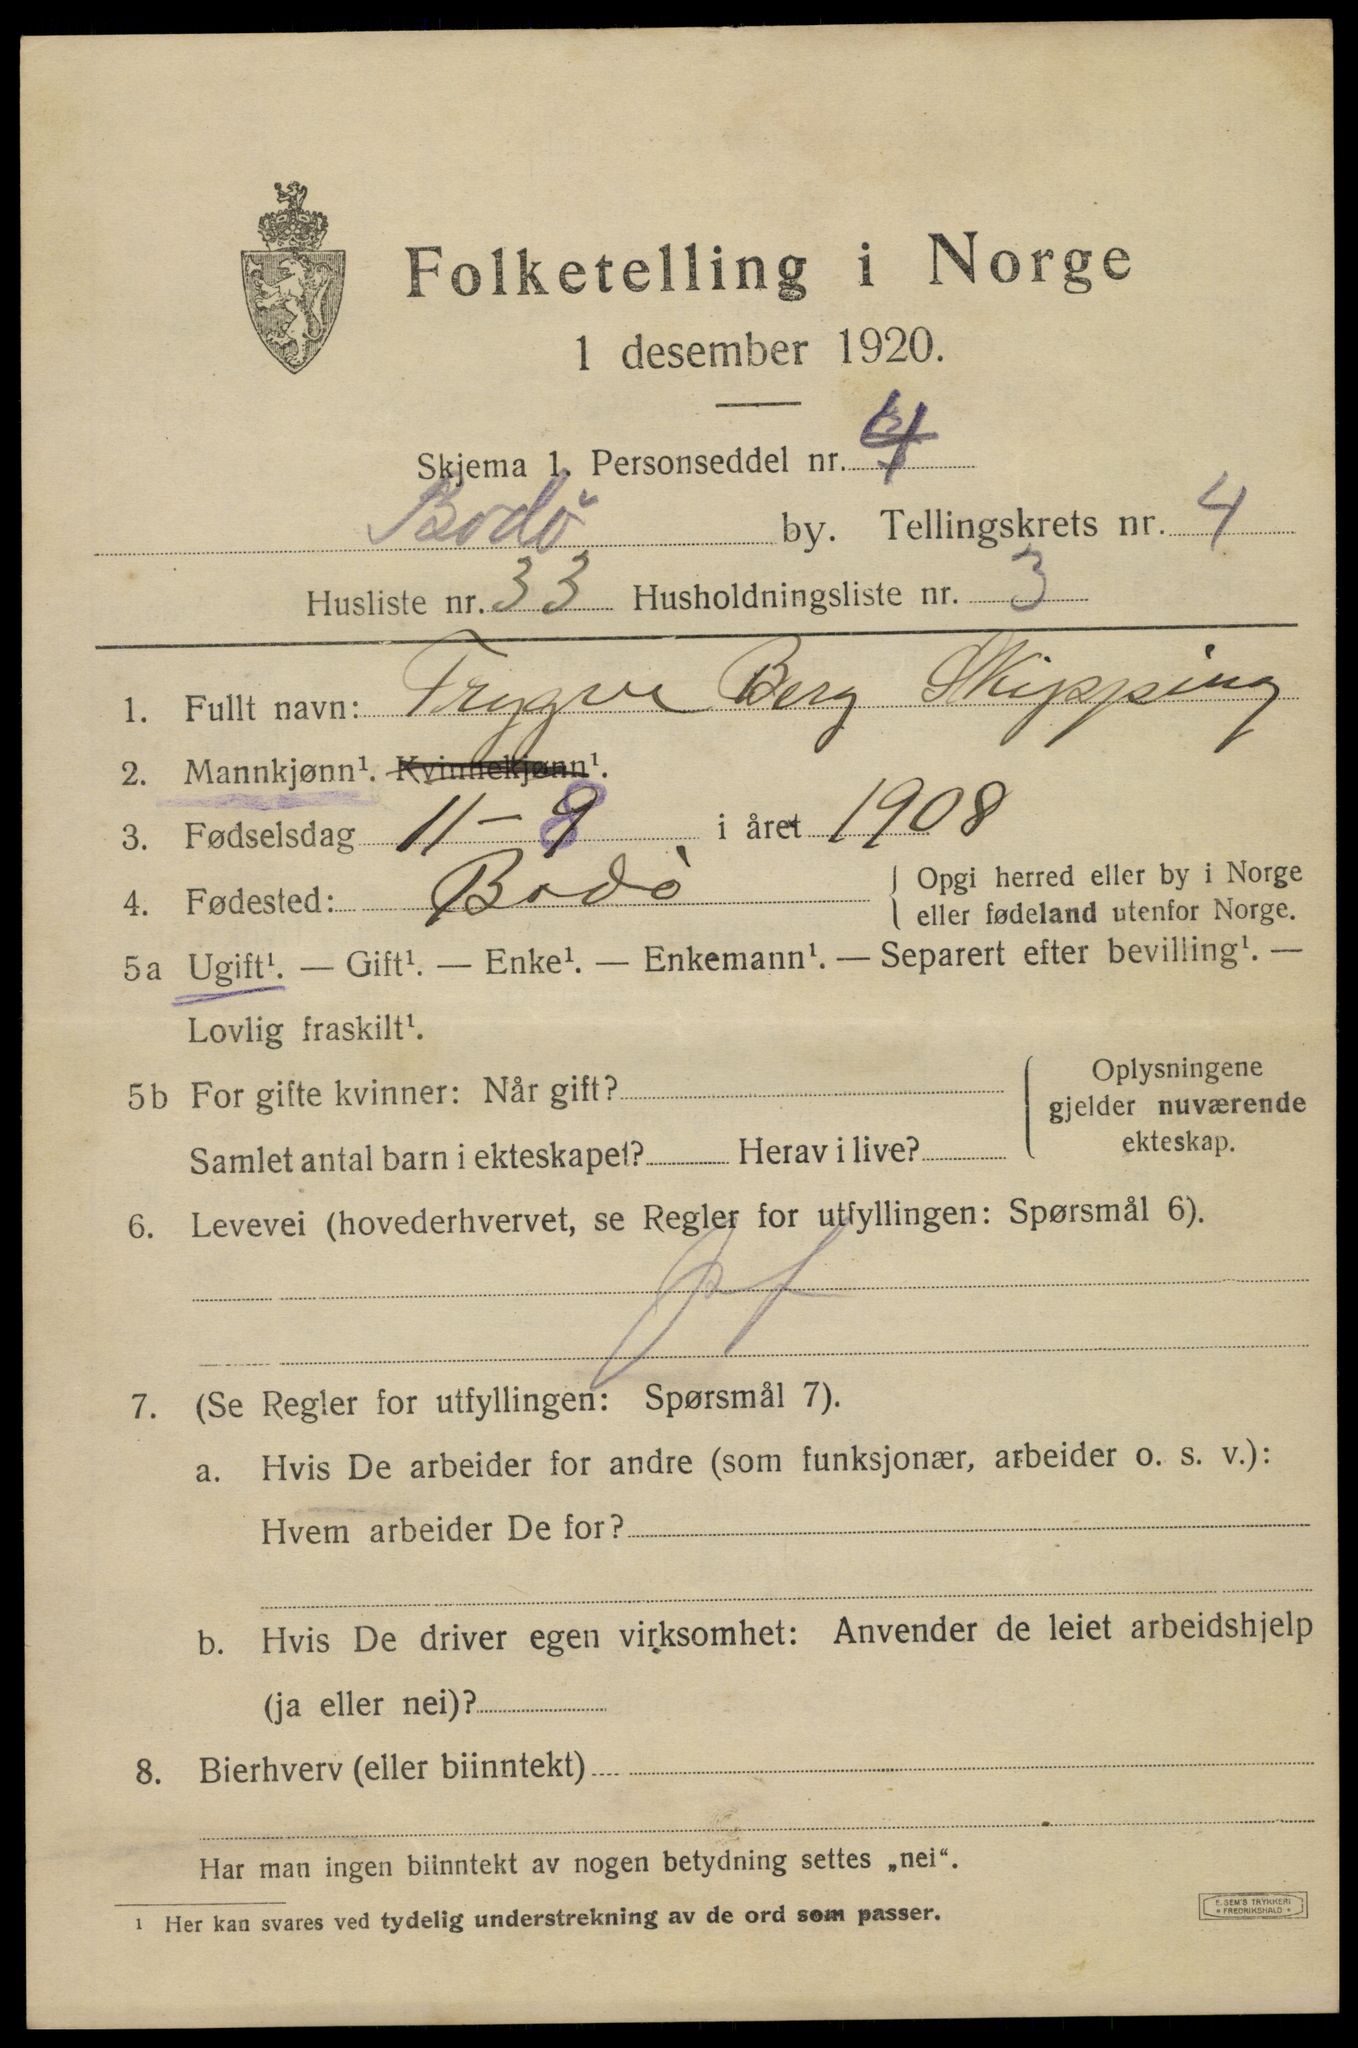 Folketelling i Norge
1 desember 1920.
Skjema 1. Personseddel nr. 4
Bodö by. Tellingskrets nr. 4
Husliste nr. 33 Husholdningsliste nr. 3
1. Fullt navn: Trygve Berg Skipping
2. Mannkjønn¹. Kvinnekjønn¹.
3. Fødselsdag 11 - 8 i året 1908
4. Fødested: Bodö { Opgi herred eller by i Norge
eller fødeland utenfor Norge.
5a Ugift¹. — Gift¹. — Enke¹. — Enkemann¹. — Separert efter bevilling¹. —
Lovlig fraskilt¹.
5b For gifte kvinner: Når gift? { Oplysningene
gjelder nuværende
ekteskap.
Samlet antal barn i ekteskapet? Herav i live?
6. Levevei (hovederhvervet, se Regler for utfyllingen: Spørsmål 6).
7. (Se Regler for utfyllingen: Spørsmål 7).
a. Hvis De arbeider for andre (som funksjonær, arbeider o. s. v.):
Hvem arbeider De for?
b. Hvis De driver egen virksomhet: Anvender de leiet arbeidshjelp
(ja eller nei)?
8. Bierhverv (eller biinntekt)
Har man ingen biinntekt av nogen betydning settes „nei".
¹ Her kan svares ved tydelig understrekning av de ord som passer.
E. SEM'S TRYKKERI
* FREDRIKSHALD *